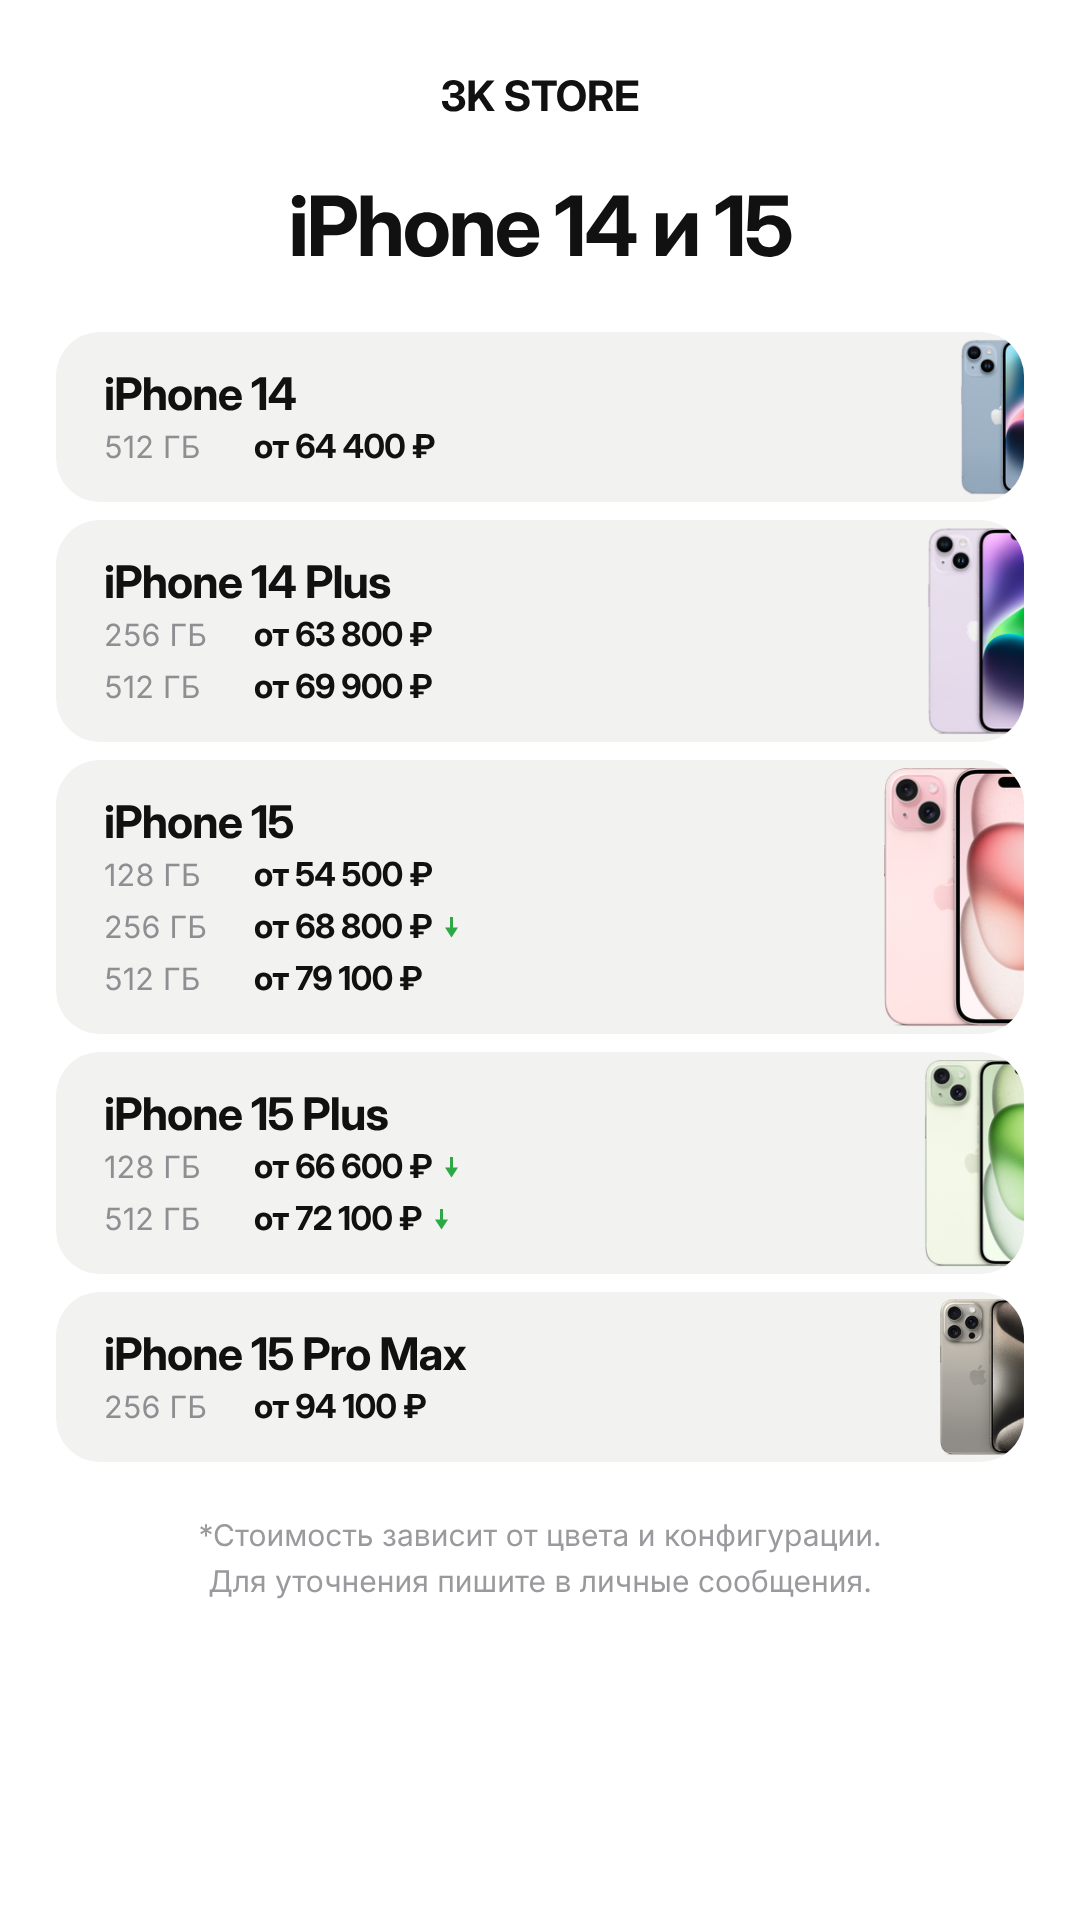 3K STORE
iPhone 14 и 15
iPhone 14
512 ГБ от 64 400 ₽
iPhone 14 Plus
256 ГБ от 63 800 ₽
512 ГБ от 69 900 ₽
iPhone 15
128 ГБ от 54 500 ₽
256 ГБ от 68 800 ₽ ↓
512 ГБ от 79 100 ₽
iPhone 15 Plus
128 ГБ от 66 600 ₽ ↓
512 ГБ от 72 100 ₽ ↓
iPhone 15 Pro Max
256 ГБ от 94 100 ₽
*Стоимость зависит от цвета и конфигурации.
Для уточнения пишите в личные сообщения.